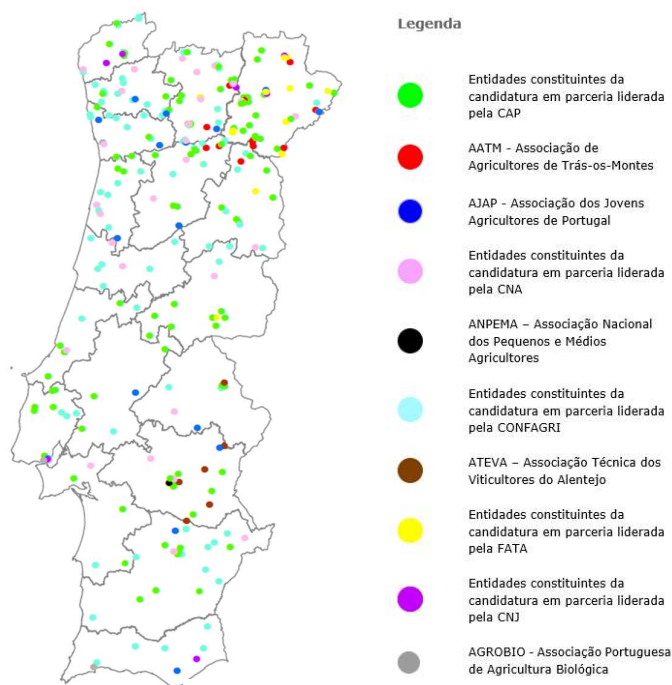 Legenda
Entidades constituintes da
candidatura em parceria liderada
pela CAP
AATM - Associação de
Agricultores de Trás-os-Montes
AJAP - Associação dos Jovens
Agricultores de Portugal
Entidades constituintes da
candidatura em parceria liderada
pela CNA
ANPEMA – Associação Nacional
dos Pequenos e Médios
Agricultores
Entidades constituintes da
candidatura em parceria liderada
pela CONFAGRI
ATEVA – Associação Técnica dos
Viticultores do Alentejo
Entidades constituintes da
candidatura em parceria liderada
pela FATA
Entidades constituintes da
candidatura em parceria liderada
pela CNJ
AGROBIO - Associação Portuguesa
de Agricultura Biológica